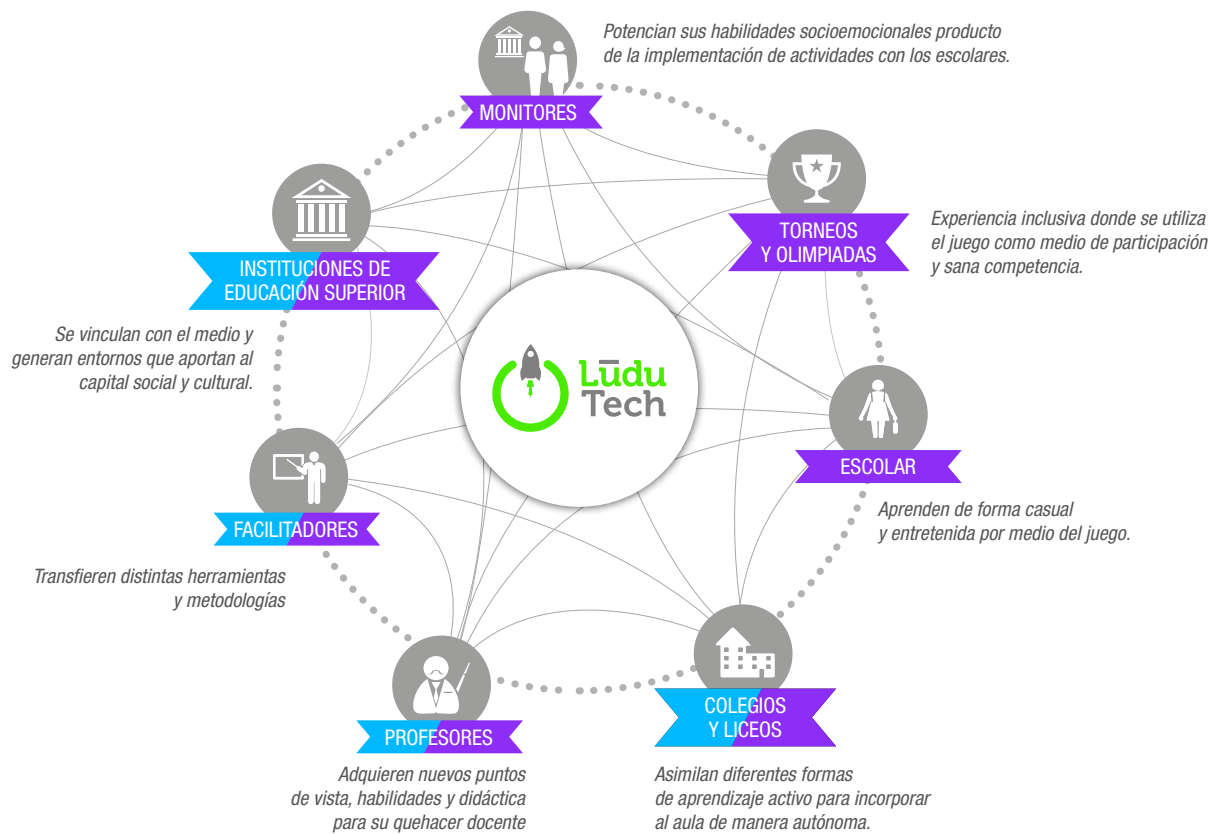 Potencian sus habilidades socioemocionales producto
de la implementación de actividades con los escolares.
MONITORES
TORNEOS
Y OLIMPIADAS
Experiencia inclusiva donde se utiliza
el juego como medio de participación
y sana competencia.
INSTITUCIONES DE
EDUCACIÓN SUPERIOR
Se vinculan con el medio y
generan entornos que aportan al
capital social y cultural.
Lūdu
Tech
ESCOLAR
Aprenden de forma casual
y entretenida por medio del juego.
FACILITADORES
Transfieren distintas herramientas
y metodologías
PROFESORES
Adquieren nuevos puntos
de vista, habilidades y didáctica
para su quehacer docente
COLEGIOS
Y LICEOS
Asimilan diferentes formas
de aprendizaje activo para incorporar
al aula de manera autónoma.